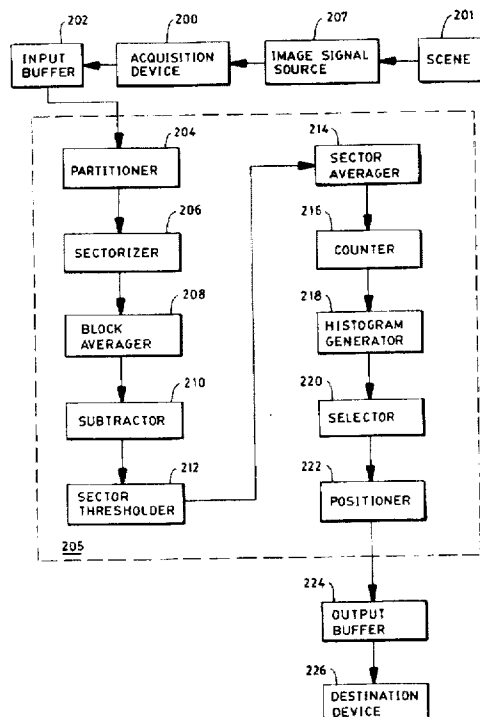 202
INPUT
BUFFER
200
ACQUISITION
DEVICE
207
IMAGE SIGNAL
SOURCE
201
SCENE
204
PARTITIONER
206
SECTORIZER
208
BLOCK
AVERAGER
210
SUBTRACTOR
212
SECTOR
THRESHOLDER
205
214
SECTOR
AVERAGER
216
COUNTER
218
HISTOGRAM
GENERATOR
220
SELECTOR
222
POSITIONER
224
OUTPUT
BUFFER
226
DESTINATION
DEVICE